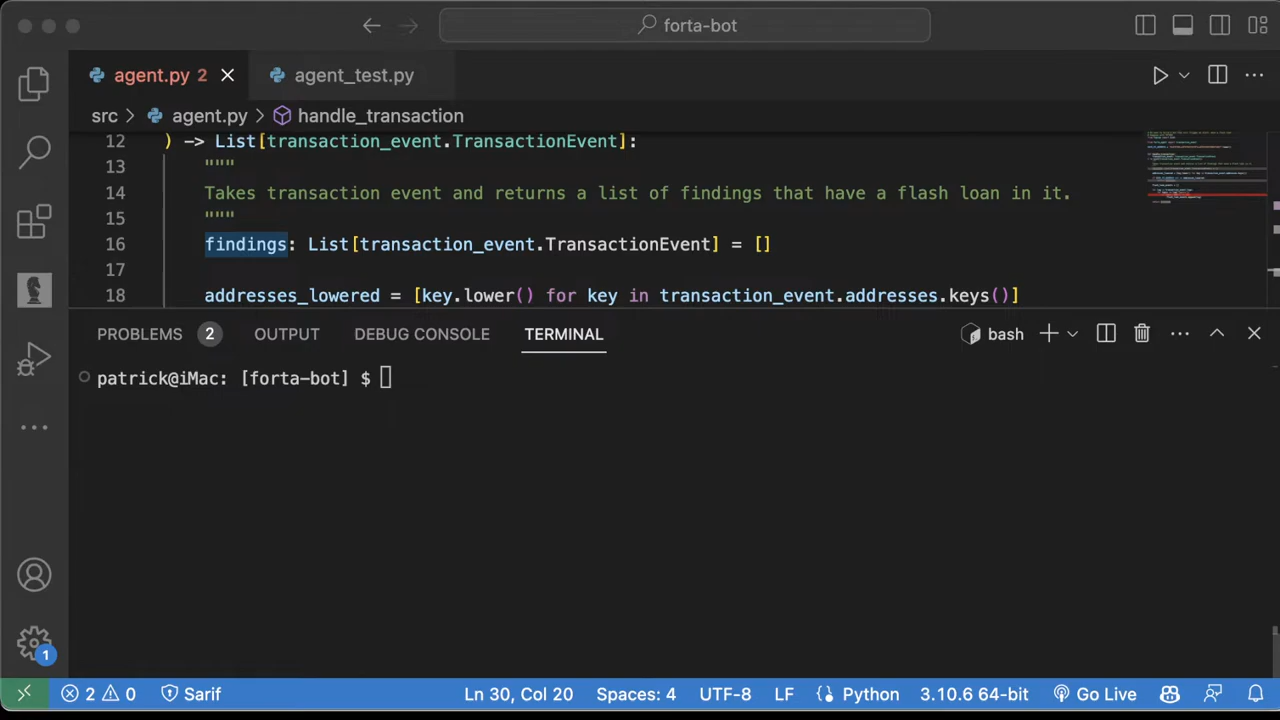 forta-bot
agent.py 2
agent_test.py
src > agent.py > handle_transaction
12 ) -> List[transaction_event.TransactionEvent]:
13 """
14 Takes transaction event and returns a list of findings that have a flash loan in it.
15 """
16 findings: List[transaction_event.TransactionEvent] = []
17
18 addresses_lowered = [key.lower() for key in transaction_event.addresses.keys()]
PROBLEMS 2 OUTPUT DEBUG CONSOLE TERMINAL bash
patrick@iMac: [forta-bot] $
1
2 0 Sarif Ln 30, Col 20 Spaces: 4 UTF-8 LF Python 3.10.6 64-bit Go Live